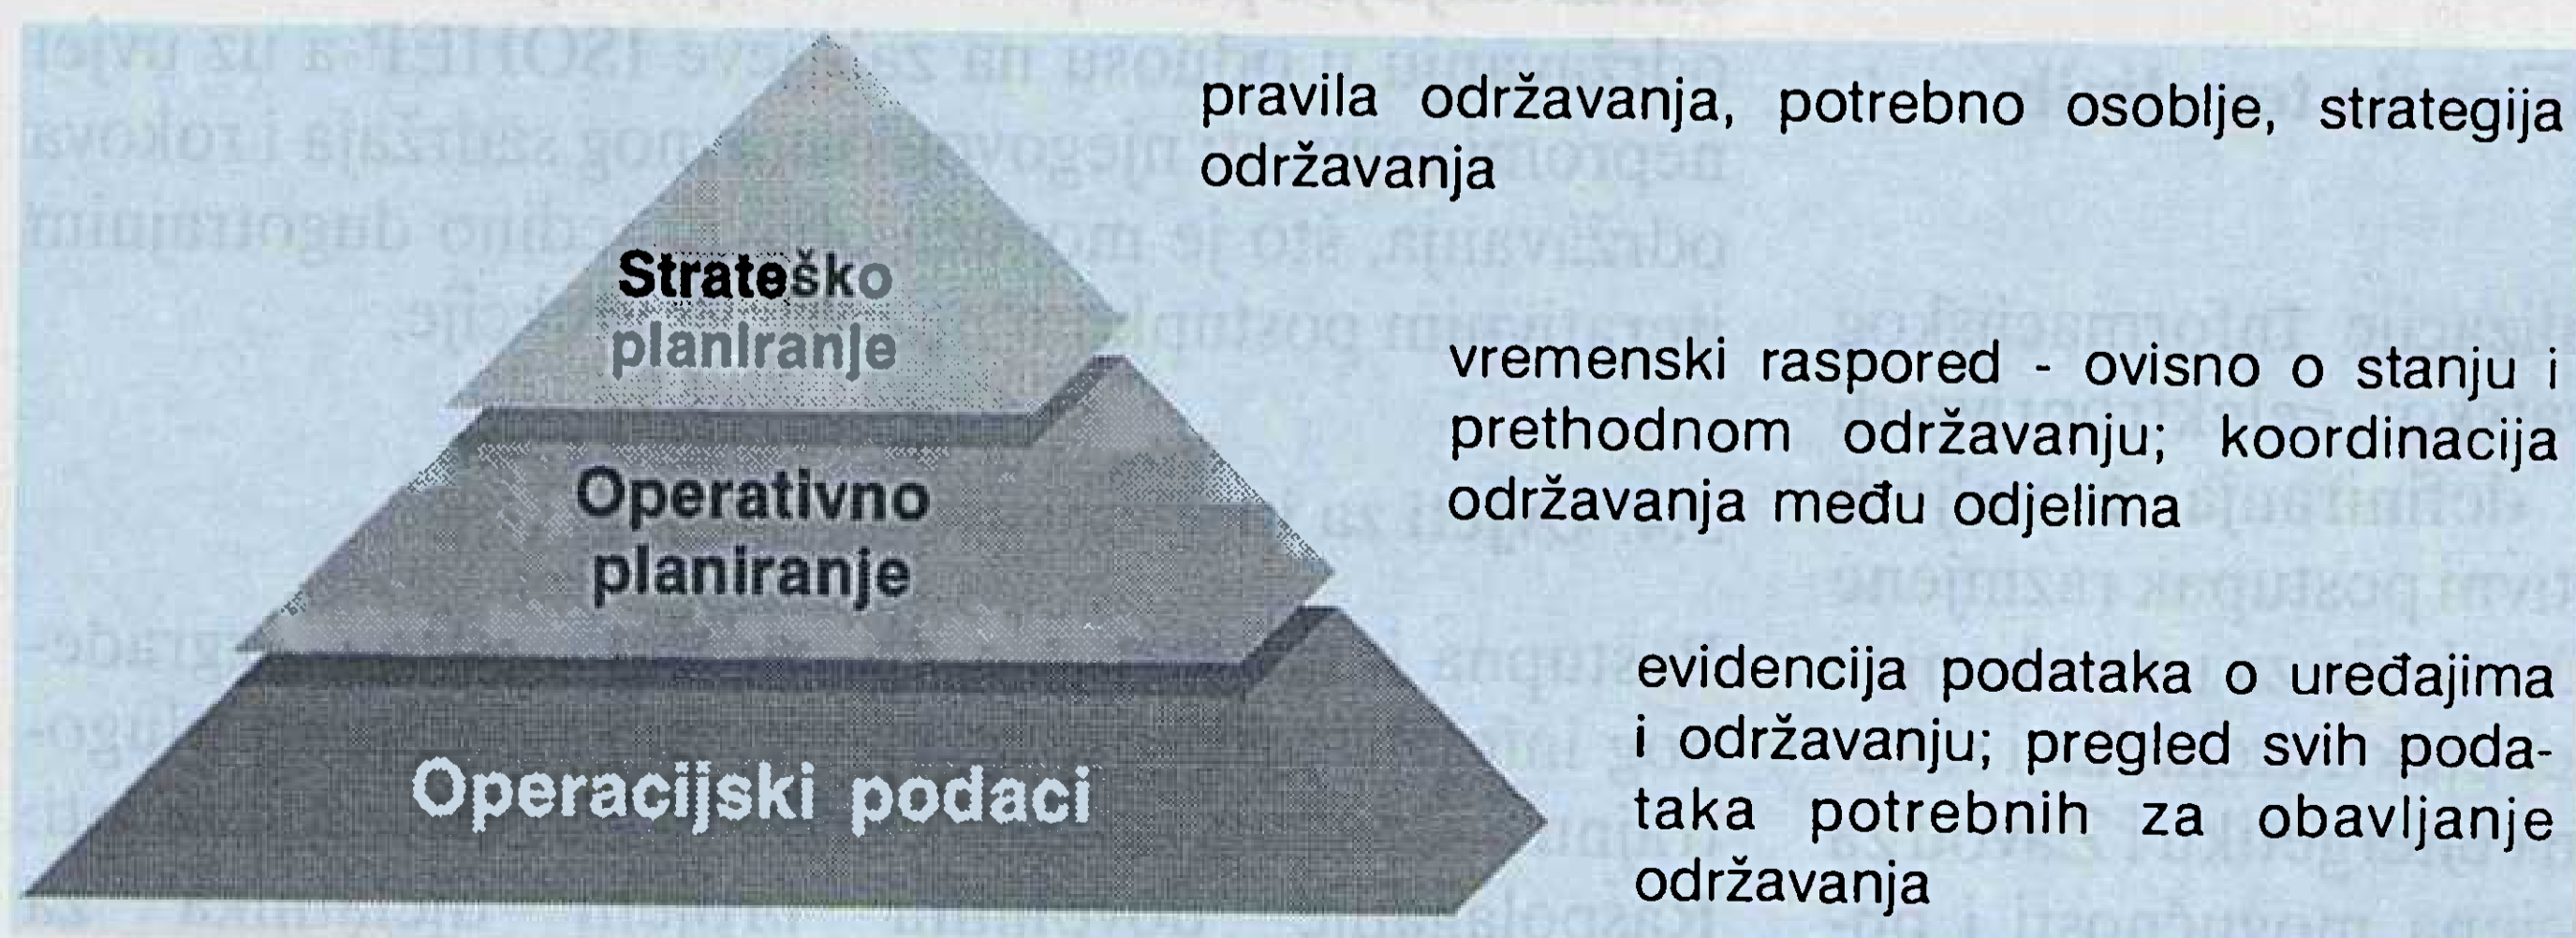 pravila održavanja, potrebno osoblje, strategija
održavanja
Strateško
planiranje
vremenski raspored - ovisno o stanju i
prethodnom održavanju; koordinacija
održavanja među odjelima
Operativno
planiranje
evidencija podataka o uređajima
i održavanju; pregled svih poda-
taka potrebnih za obavljanje
održavanja
Operacijski podaci